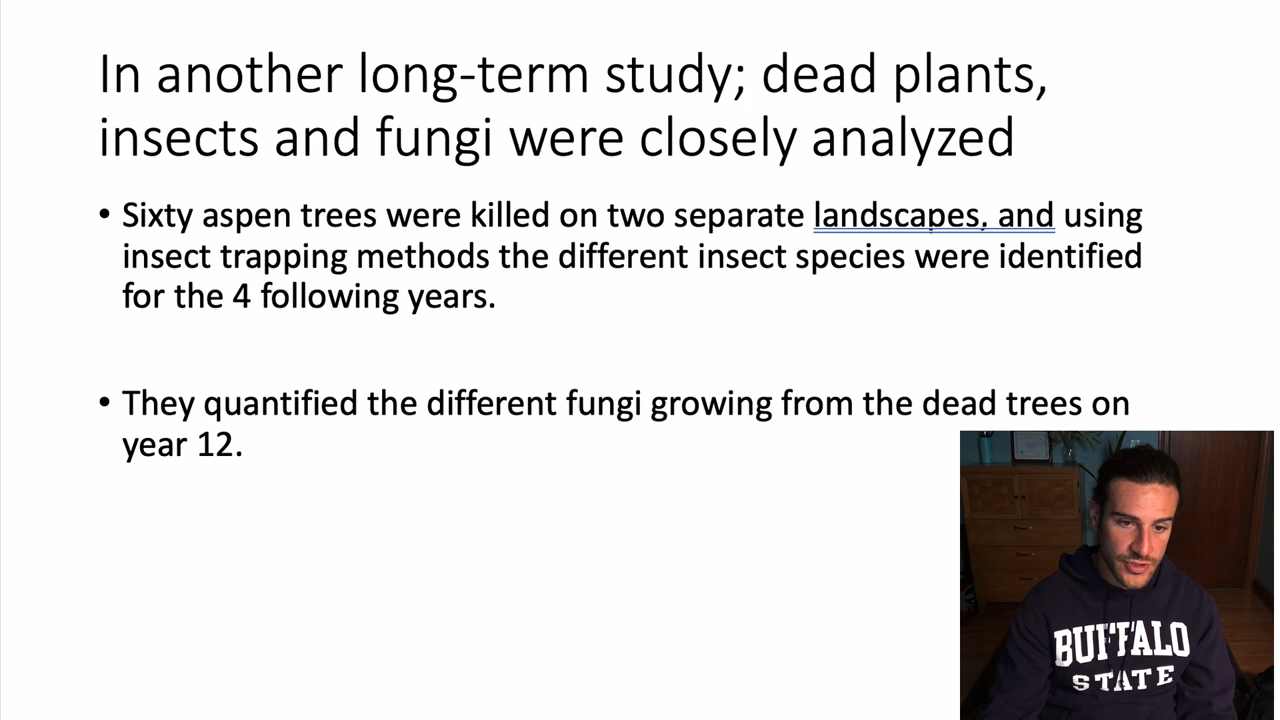 In another long-term study; dead plants,
insects and fungi were closely analyzed
• Sixty aspen trees were killed on two separate landscapes, and using
insect trapping methods the different insect species were identified
for the 4 following years.
• They quantified the different fungi growing from the dead trees on
year 12.
BUFFALO
STATE